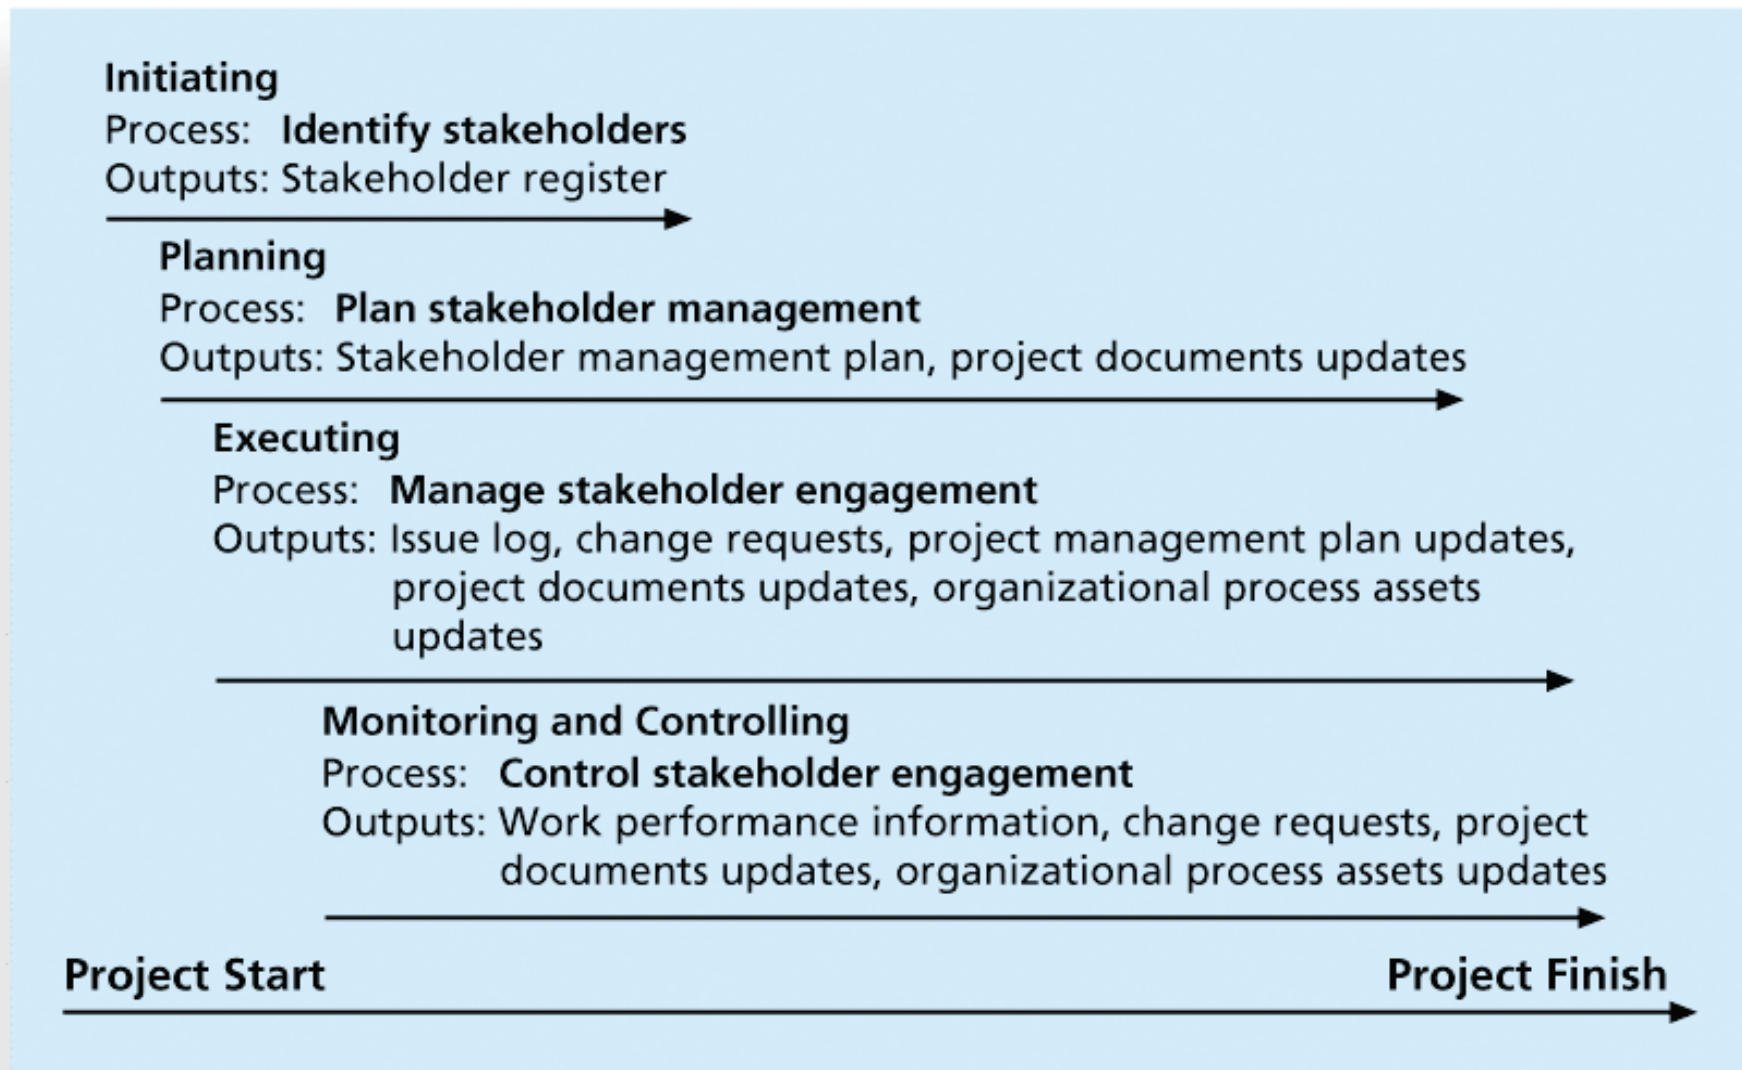 Initiating
Process: Identify stakeholders
Outputs: Stakeholder register
Planning
Process: Plan stakeholder management
Outputs: Stakeholder management plan, project documents updates
Executing
Process: Manage stakeholder engagement
Outputs: Issue log, change requests, project management plan updates,
project documents updates, organizational process assets
updates
Monitoring and Controlling
Process: Control stakeholder engagement
Outputs: Work performance information, change requests, project
documents updates, organizational process assets updates
Project Start Project Finish